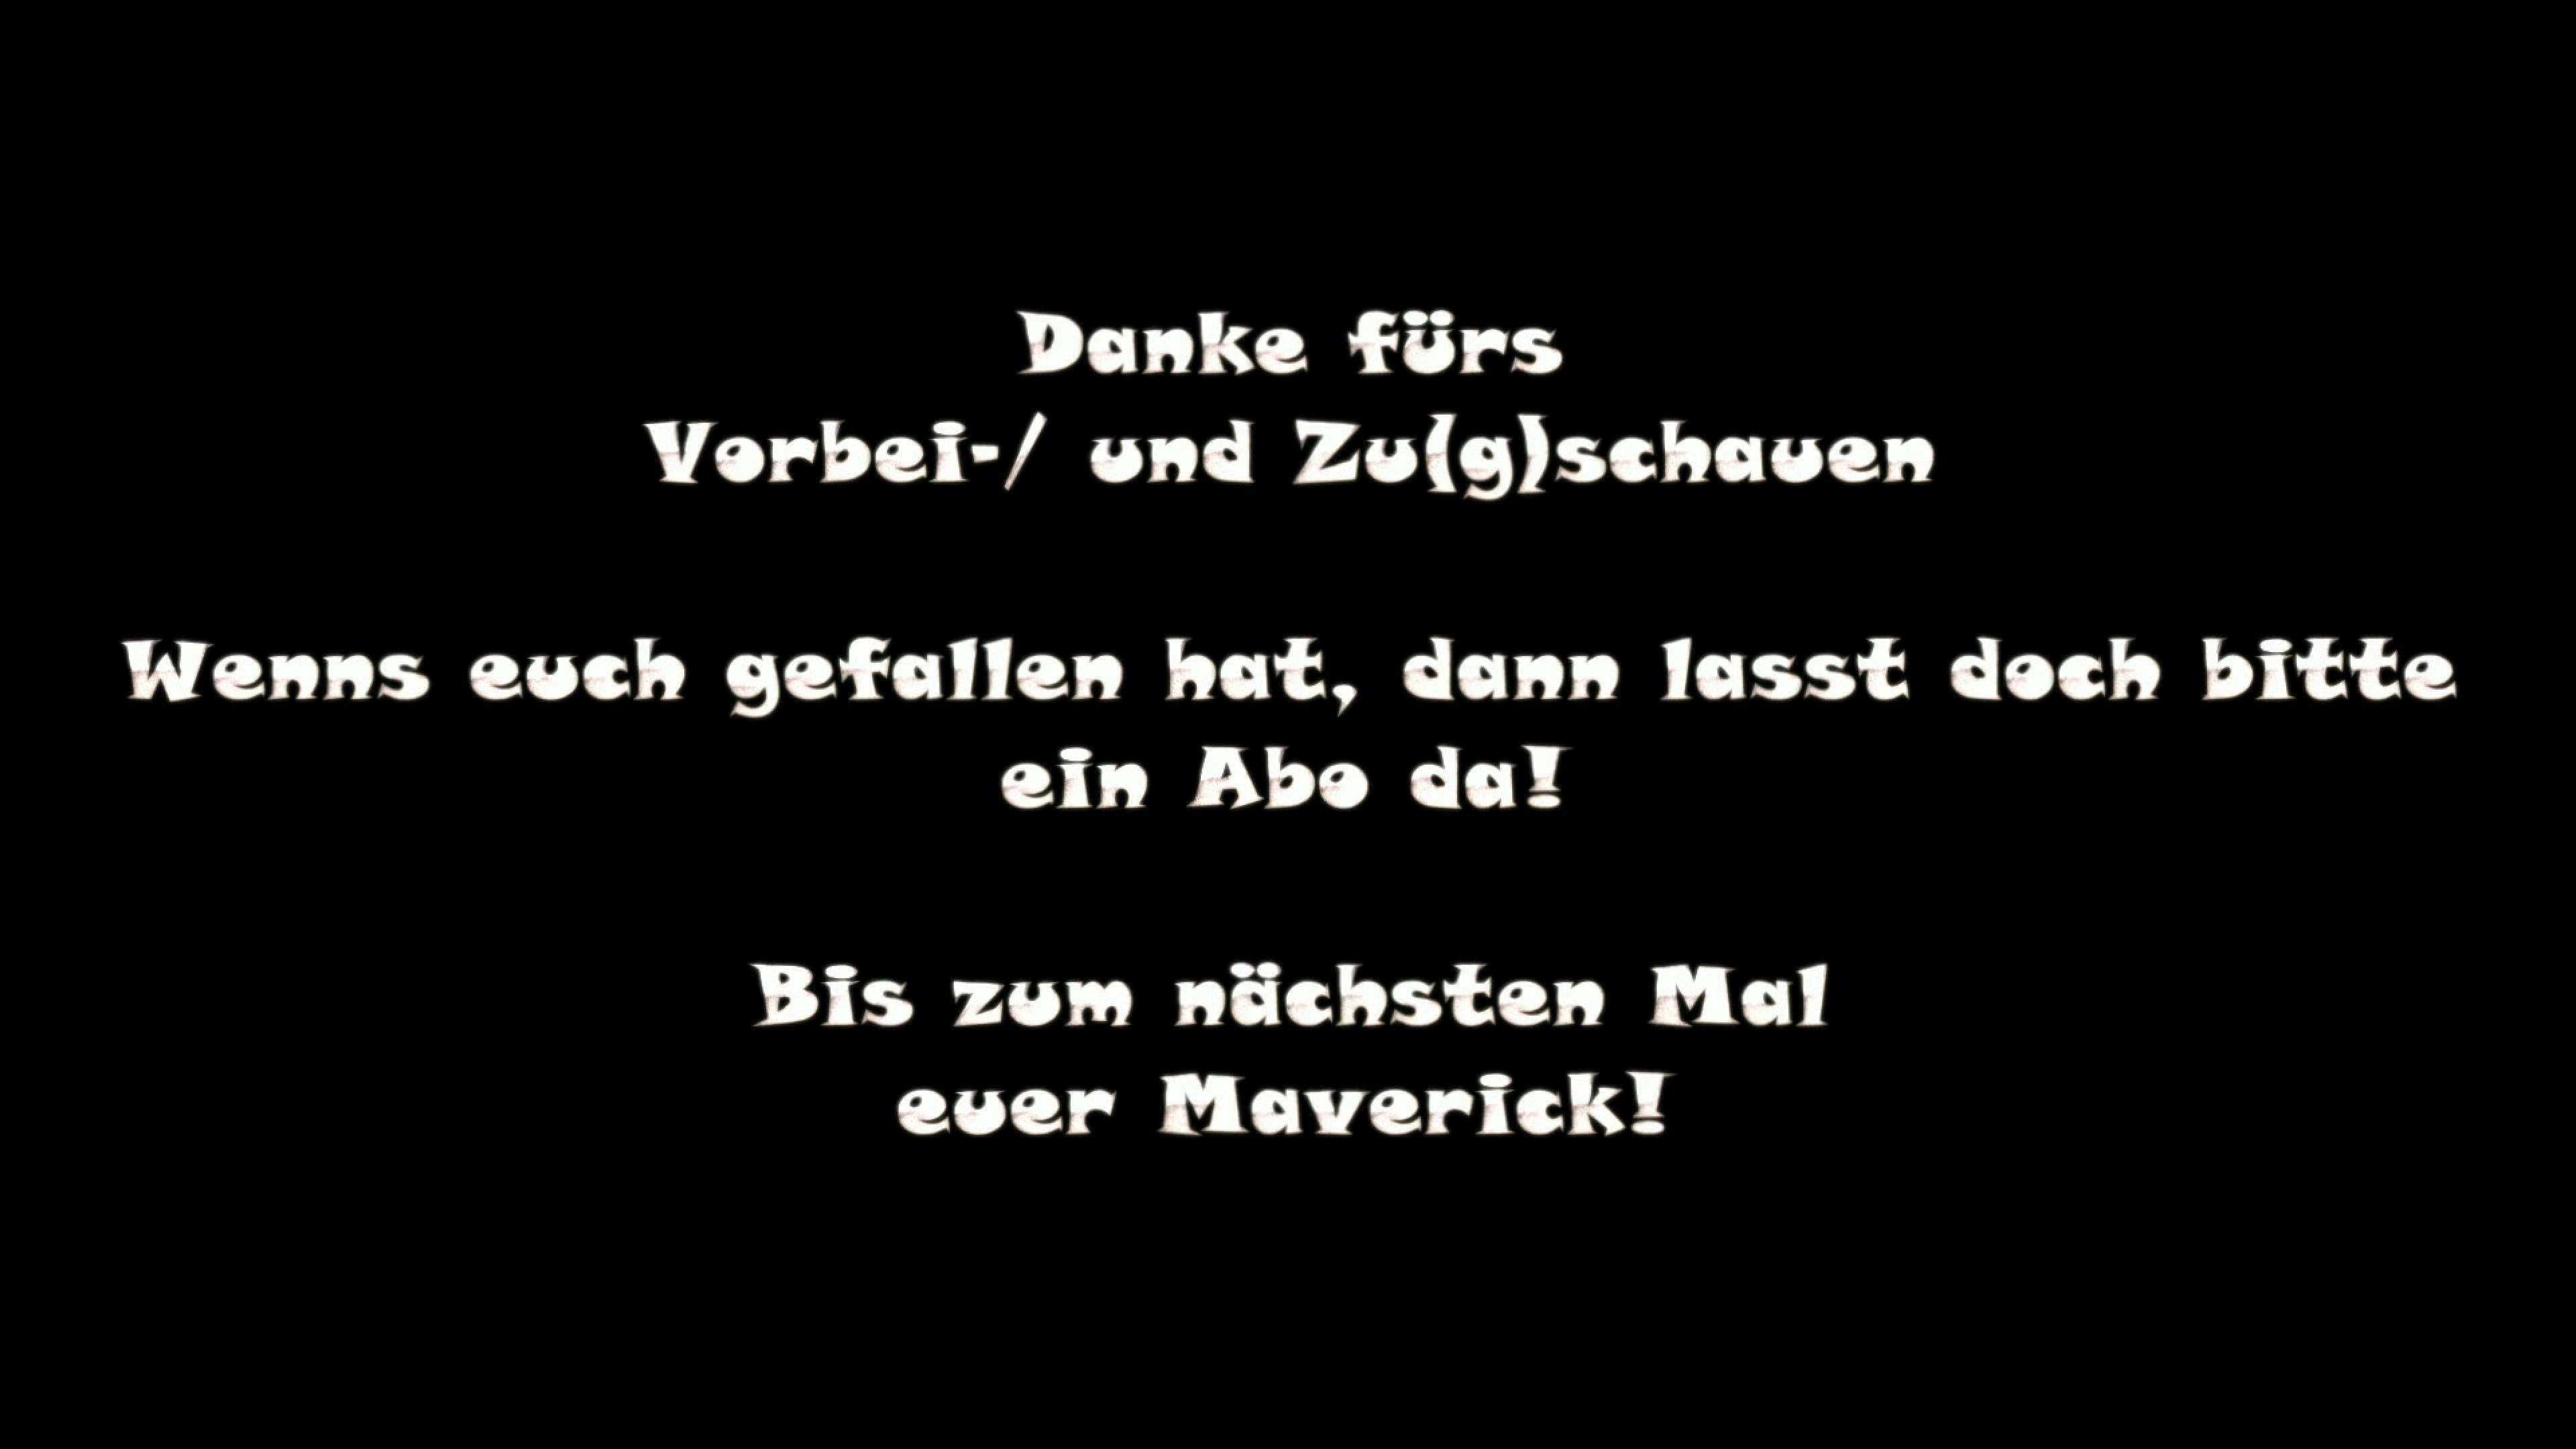 Danke fürs
Vorbei-/ und Zu(g)schauen
Wenns euch gefallen hat, dann lasst doch bitte
ein Abo da!
Bis zum nächsten Mal
euer Maverick!